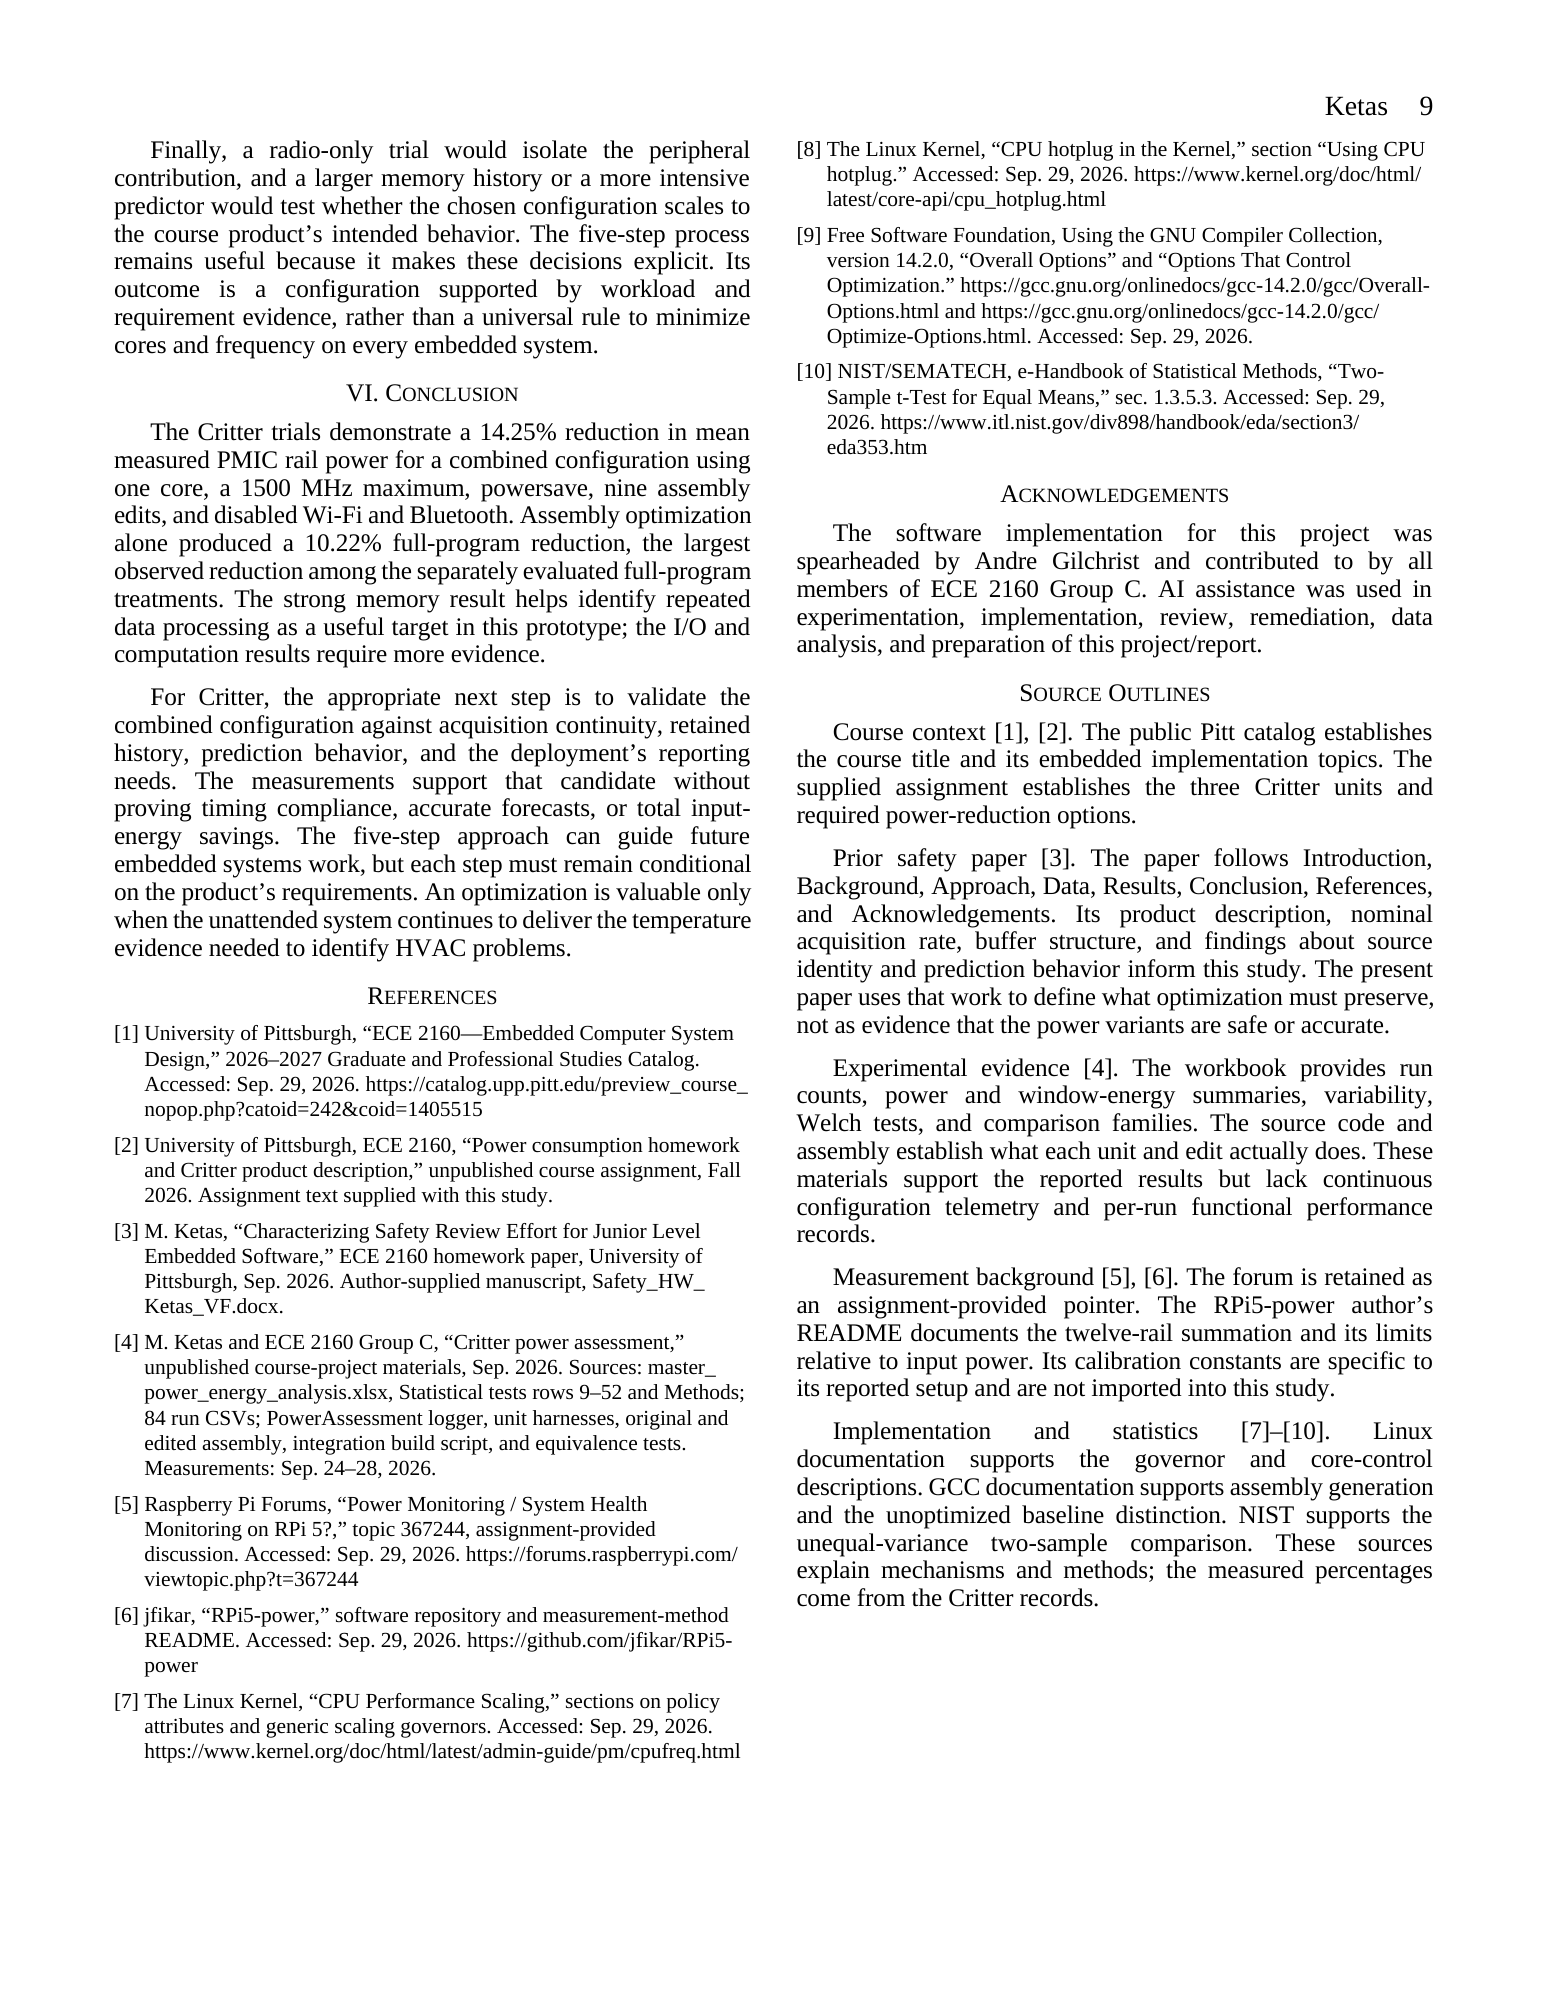 Ketas 9
Finally, a radio-only trial would isolate the peripheral
contribution, and a larger memory history or a more intensive
predictor would test whether the chosen configuration scales to
the course product’s intended behavior. The five-step process
remains useful because it makes these decisions explicit. Its
outcome is a configuration supported by workload and
requirement evidence, rather than a universal rule to minimize
cores and frequency on every embedded system.
VI. CONCLUSION
The Critter trials demonstrate a 14.25% reduction in mean
measured PMIC rail power for a combined configuration using
one core, a 1500 MHz maximum, powersave, nine assembly
edits, and disabled Wi-Fi and Bluetooth. Assembly optimization
alone produced a 10.22% full-program reduction, the largest
observed reduction among the separately evaluated full-program
treatments. The strong memory result helps identify repeated
data processing as a useful target in this prototype; the I/O and
computation results require more evidence.
For Critter, the appropriate next step is to validate the
combined configuration against acquisition continuity, retained
history, prediction behavior, and the deployment’s reporting
needs. The measurements support that candidate without
proving timing compliance, accurate forecasts, or total input-
energy savings. The five-step approach can guide future
embedded systems work, but each step must remain conditional
on the product’s requirements. An optimization is valuable only
when the unattended system continues to deliver the temperature
evidence needed to identify HVAC problems.
REFERENCES
[1] University of Pittsburgh, “ECE 2160—Embedded Computer System
Design,” 2026–2027 Graduate and Professional Studies Catalog.
Accessed: Sep. 29, 2026. https://catalog.upp.pitt.edu/preview_course_
nopop.php?catoid=242&coid=1405515
[2] University of Pittsburgh, ECE 2160, “Power consumption homework
and Critter product description,” unpublished course assignment, Fall
2026. Assignment text supplied with this study.
[3] M. Ketas, “Characterizing Safety Review Effort for Junior Level
Embedded Software,” ECE 2160 homework paper, University of
Pittsburgh, Sep. 2026. Author-supplied manuscript, Safety_HW_
Ketas_VF.docx.
[4] M. Ketas and ECE 2160 Group C, “Critter power assessment,”
unpublished course-project materials, Sep. 2026. Sources: master_
power_energy_analysis.xlsx, Statistical tests rows 9–52 and Methods;
84 run CSVs; PowerAssessment logger, unit harnesses, original and
edited assembly, integration build script, and equivalence tests.
Measurements: Sep. 24–28, 2026.
[5] Raspberry Pi Forums, “Power Monitoring / System Health
Monitoring on RPi 5?,” topic 367244, assignment-provided
discussion. Accessed: Sep. 29, 2026. https://forums.raspberrypi.com/
viewtopic.php?t=367244
[6] jfikar, “RPi5-power,” software repository and measurement-method
README. Accessed: Sep. 29, 2026. https://github.com/jfikar/RPi5-
power
[7] The Linux Kernel, “CPU Performance Scaling,” sections on policy
attributes and generic scaling governors. Accessed: Sep. 29, 2026.
https://www.kernel.org/doc/html/latest/admin-guide/pm/cpufreq.html
[8] The Linux Kernel, “CPU hotplug in the Kernel,” section “Using CPU
hotplug.” Accessed: Sep. 29, 2026. https://www.kernel.org/doc/html/
latest/core-api/cpu_hotplug.html
[9] Free Software Foundation, Using the GNU Compiler Collection,
version 14.2.0, “Overall Options” and “Options That Control
Optimization.” https://gcc.gnu.org/onlinedocs/gcc-14.2.0/gcc/Overall-
Options.html and https://gcc.gnu.org/onlinedocs/gcc-14.2.0/gcc/
Optimize-Options.html. Accessed: Sep. 29, 2026.
[10] NIST/SEMATECH, e-Handbook of Statistical Methods, “Two-
Sample t-Test for Equal Means,” sec. 1.3.5.3. Accessed: Sep. 29,
2026. https://www.itl.nist.gov/div898/handbook/eda/section3/
eda353.htm
ACKNOWLEDGEMENTS
The software implementation for this project was
spearheaded by Andre Gilchrist and contributed to by all
members of ECE 2160 Group C. AI assistance was used in
experimentation, implementation, review, remediation, data
analysis, and preparation of this project/report.
SOURCE OUTLINES
Course context [1], [2]. The public Pitt catalog establishes
the course title and its embedded implementation topics. The
supplied assignment establishes the three Critter units and
required power-reduction options.
Prior safety paper [3]. The paper follows Introduction,
Background, Approach, Data, Results, Conclusion, References,
and Acknowledgements. Its product description, nominal
acquisition rate, buffer structure, and findings about source
identity and prediction behavior inform this study. The present
paper uses that work to define what optimization must preserve,
not as evidence that the power variants are safe or accurate.
Experimental evidence [4]. The workbook provides run
counts, power and window-energy summaries, variability,
Welch tests, and comparison families. The source code and
assembly establish what each unit and edit actually does. These
materials support the reported results but lack continuous
configuration telemetry and per-run functional performance
records.
Measurement background [5], [6]. The forum is retained as
an assignment-provided pointer. The RPi5-power author’s
README documents the twelve-rail summation and its limits
relative to input power. Its calibration constants are specific to
its reported setup and are not imported into this study.
Implementation and statistics [7]–[10]. Linux
documentation supports the governor and core-control
descriptions. GCC documentation supports assembly generation
and the unoptimized baseline distinction. NIST supports the
unequal-variance two-sample comparison. These sources
explain mechanisms and methods; the measured percentages
come from the Critter records.